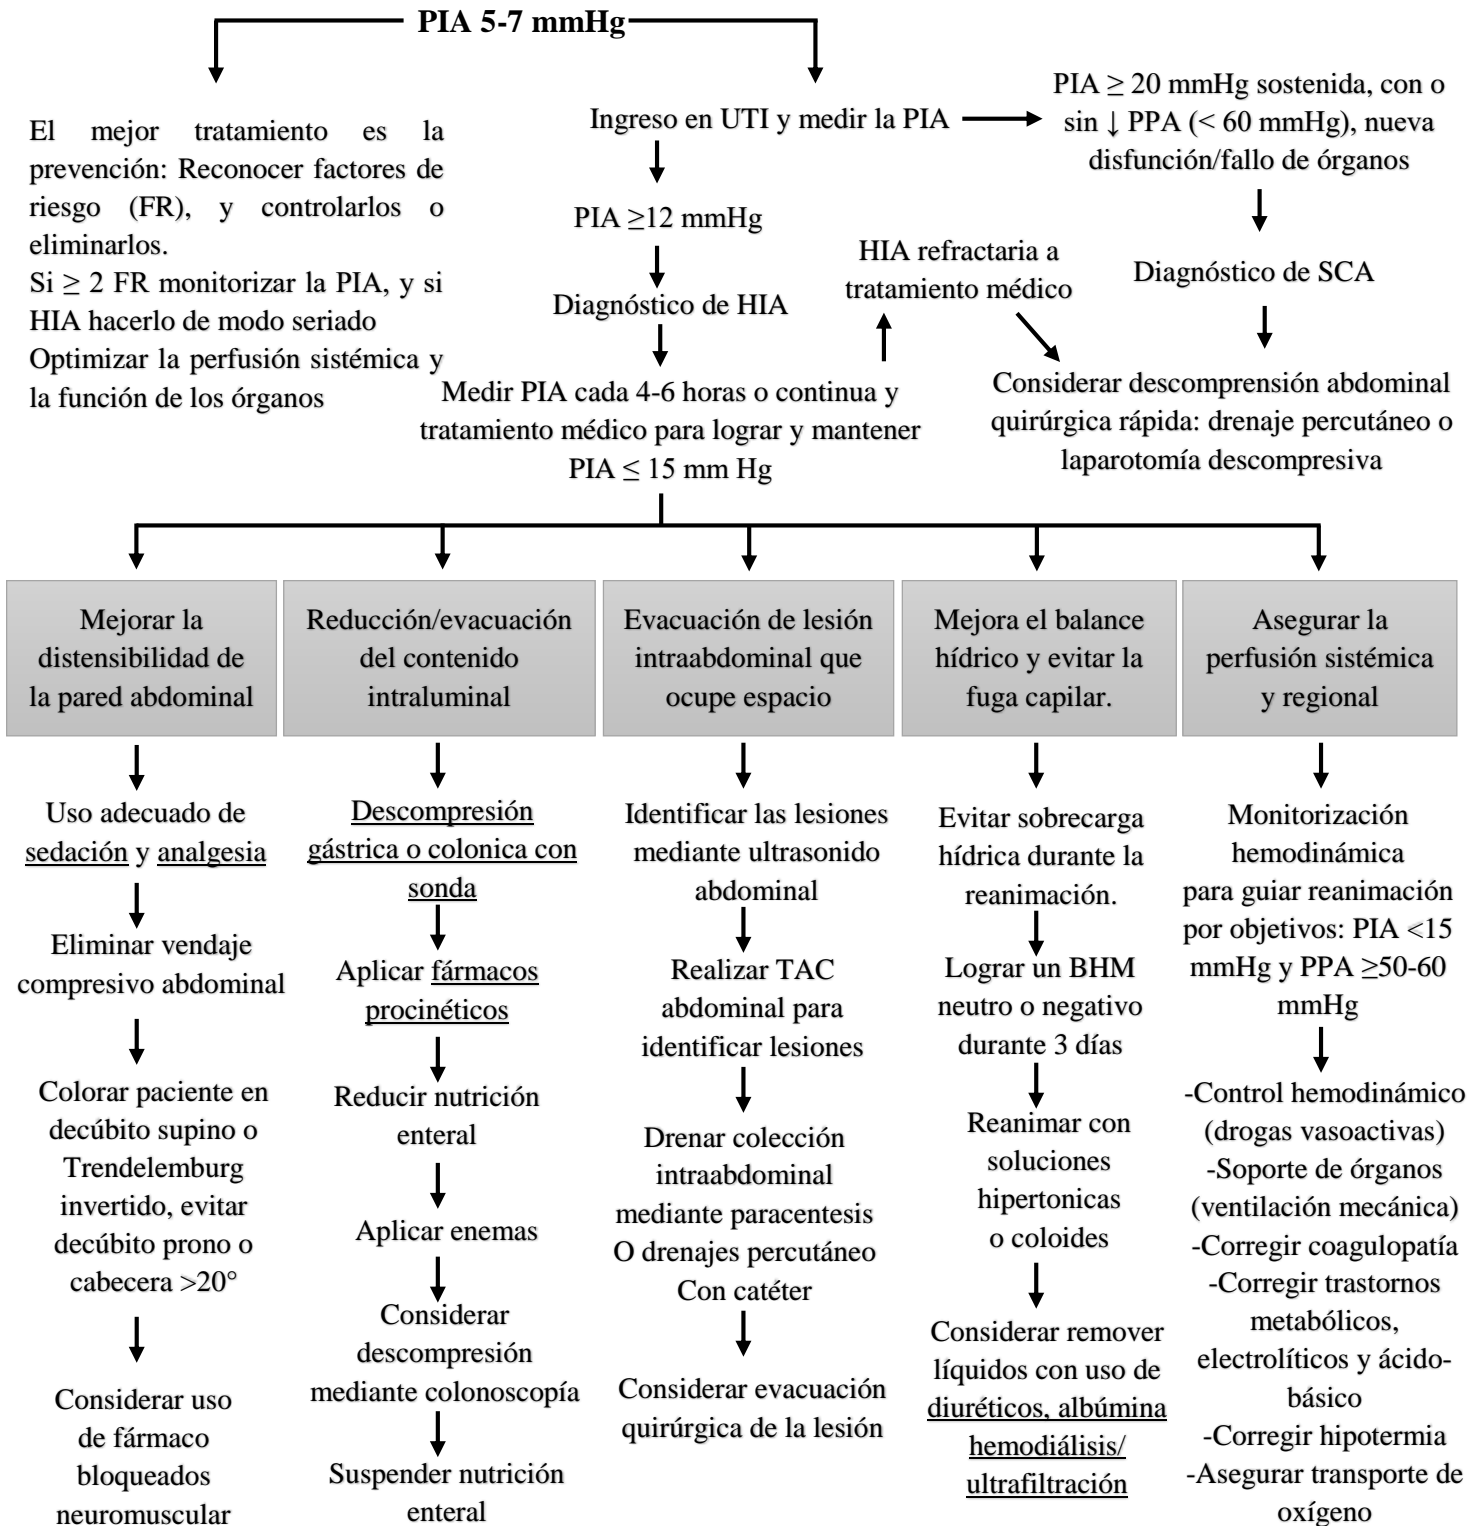 PIA 5-7 mmHg
El mejor tratamiento es la
prevención: Reconocer factores de
riesgo (FR), y controlarlos o
eliminarlos.
Si ≥ 2 FR monitorizar la PIA, y si
HIA hacerlo de modo seriado
Optimizar la perfusión sistémica y
la función de los órganos
Ingreso en UTI y medir la PIA
PIA ≥ 20 mmHg sostenida, con o
sin ↓ PPA (< 60 mmHg), nueva
disfunción/fallo de órganos
PIA ≥12 mmHg
Diagnóstico de HIA
HIA refractaria a
tratamiento médico
Diagnóstico de SCA
Medir PIA cada 4-6 horas o continua y
tratamiento médico para lograr y mantener
PIA ≤ 15 mm Hg
Considerar descomprensión abdominal
quirúrgica rápida: drenaje percutáneo o
laparotomía descompresiva
Mejorar la
distensibilidad de
la pared abdominal
Uso adecuado de
sedación y analgesia
Eliminar vendaje
compresivo abdominal
Colorar paciente en
decúbito supino o
Trendelemburg
invertido, evitar
decúbito prono o
cabecera >20°
Considerar uso
de fármaco
bloqueados
neuromuscular
Reducción/evacuación
del contenido
intraluminal
Descompresión
gástrica o colonica con
sonda
Aplicar fármacos
procinéticos
Reducir nutrición
enteral
Aplicar enemas
Considerar
descompresión
mediante colonoscopía
Suspender nutrición
enteral
Evacuación de lesión
intraabdominal que
ocupe espacio
Identificar las lesiones
mediante ultrasonido
abdominal
Realizar TAC
abdominal para
identificar lesiones
Drenar colección
intraabdominal
mediante paracentesis
O drenajes percutáneo
Con catéter
Considerar evacuación
quirúrgica de la lesión
Mejora el balance
hídrico y evitar la
fuga capilar.
Evitar sobrecarga
hídrica durante la
reanimación.
Lograr un BHM
neutro o negativo
durante 3 días
Reanimar con
soluciones
hipertonicas
o coloides
Considerar remover
líquidos con uso de
diuréticos, albúmina
hemodiálisis/
ultrafiltración
Asegurar la
perfusión sistémica
y regional
Monitorización
hemodinámica
para guiar reanimación
por objetivos: PIA <15
mmHg y PPA ≥50-60
mmHg
-Control hemodinámico
(drogas vasoactivas)
-Soporte de órganos
(ventilación mecánica)
-Corregir coagulopatía
-Corregir trastornos
metabólicos,
electrolíticos y ácido-
básico
-Corregir hipotermia
-Asegurar transporte de
oxígeno